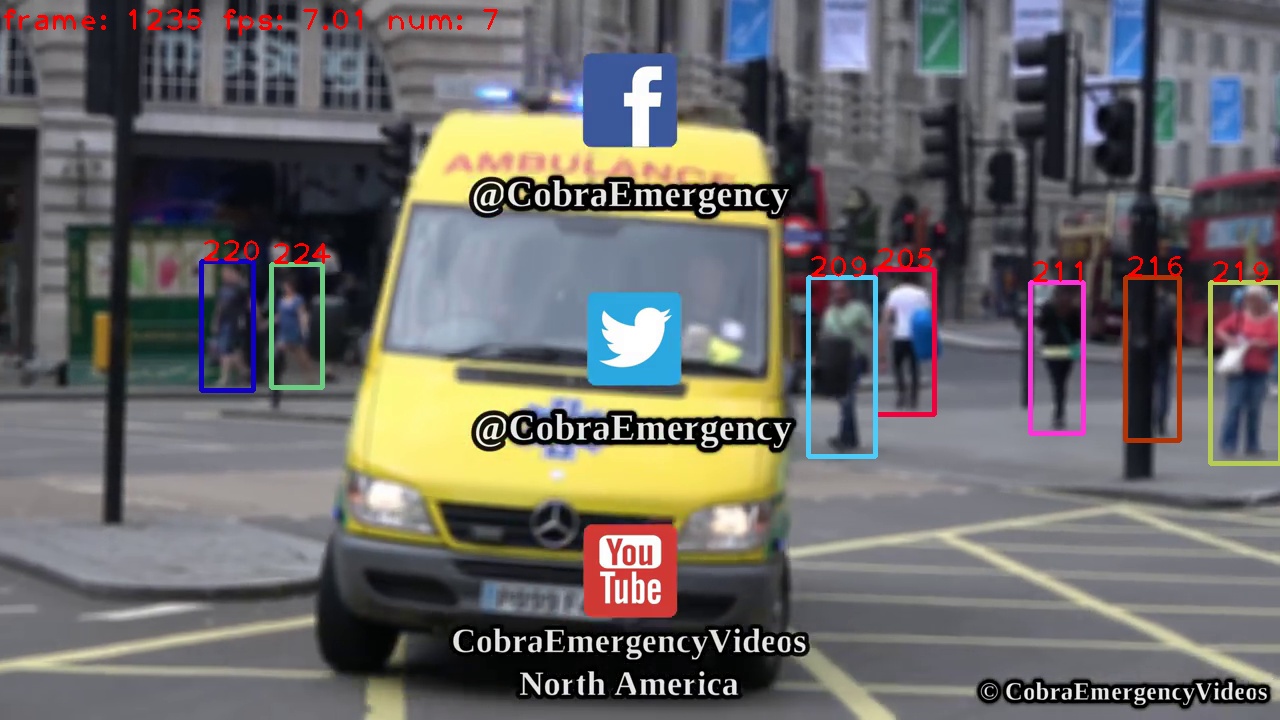 frame: 1235 fps: 7.01 num: 7
f
AMBULANCE
@CobraEmergency
220
224
209
205
211
216
219
@CobraEmergency
You
Tube
CobraEmergencyVideos
North America
© CobraEmergencyVideos